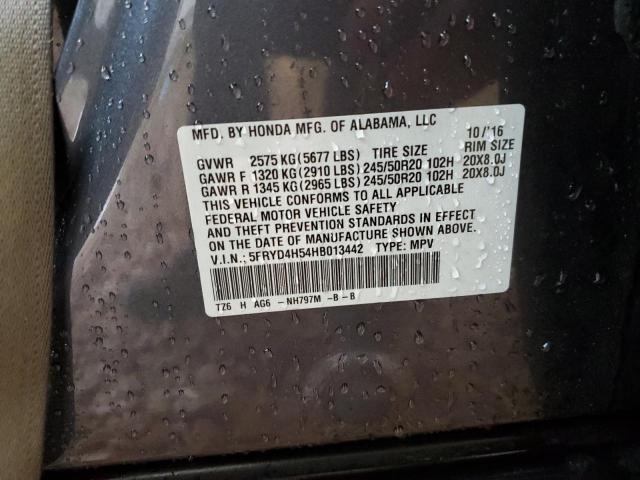 MFD. BY HONDA MFG. OF ALABAMA, LLC 10/'16
GVWR 2575 KG (5677 LBS) TIRE SIZE RIM SIZE
GAWR F 1320 KG (2910 LBS) 245/50R20 102H 20X8.0J
GAWR R 1345 KG (2965 LBS) 245/50R20 102H 20X8.0J
THIS VEHICLE CONFORMS TO ALL APPLICABLE
FEDERAL MOTOR VEHICLE SAFETY
AND THEFT PREVENTION STANDARDS IN EFFECT
ON THE DATE OF MANUFACTURE SHOWN ABOVE.
V.I.N.: 5FRYD4H54HB013442 TYPE: MPV
TZ6 H AG6 -NH797M -B-B